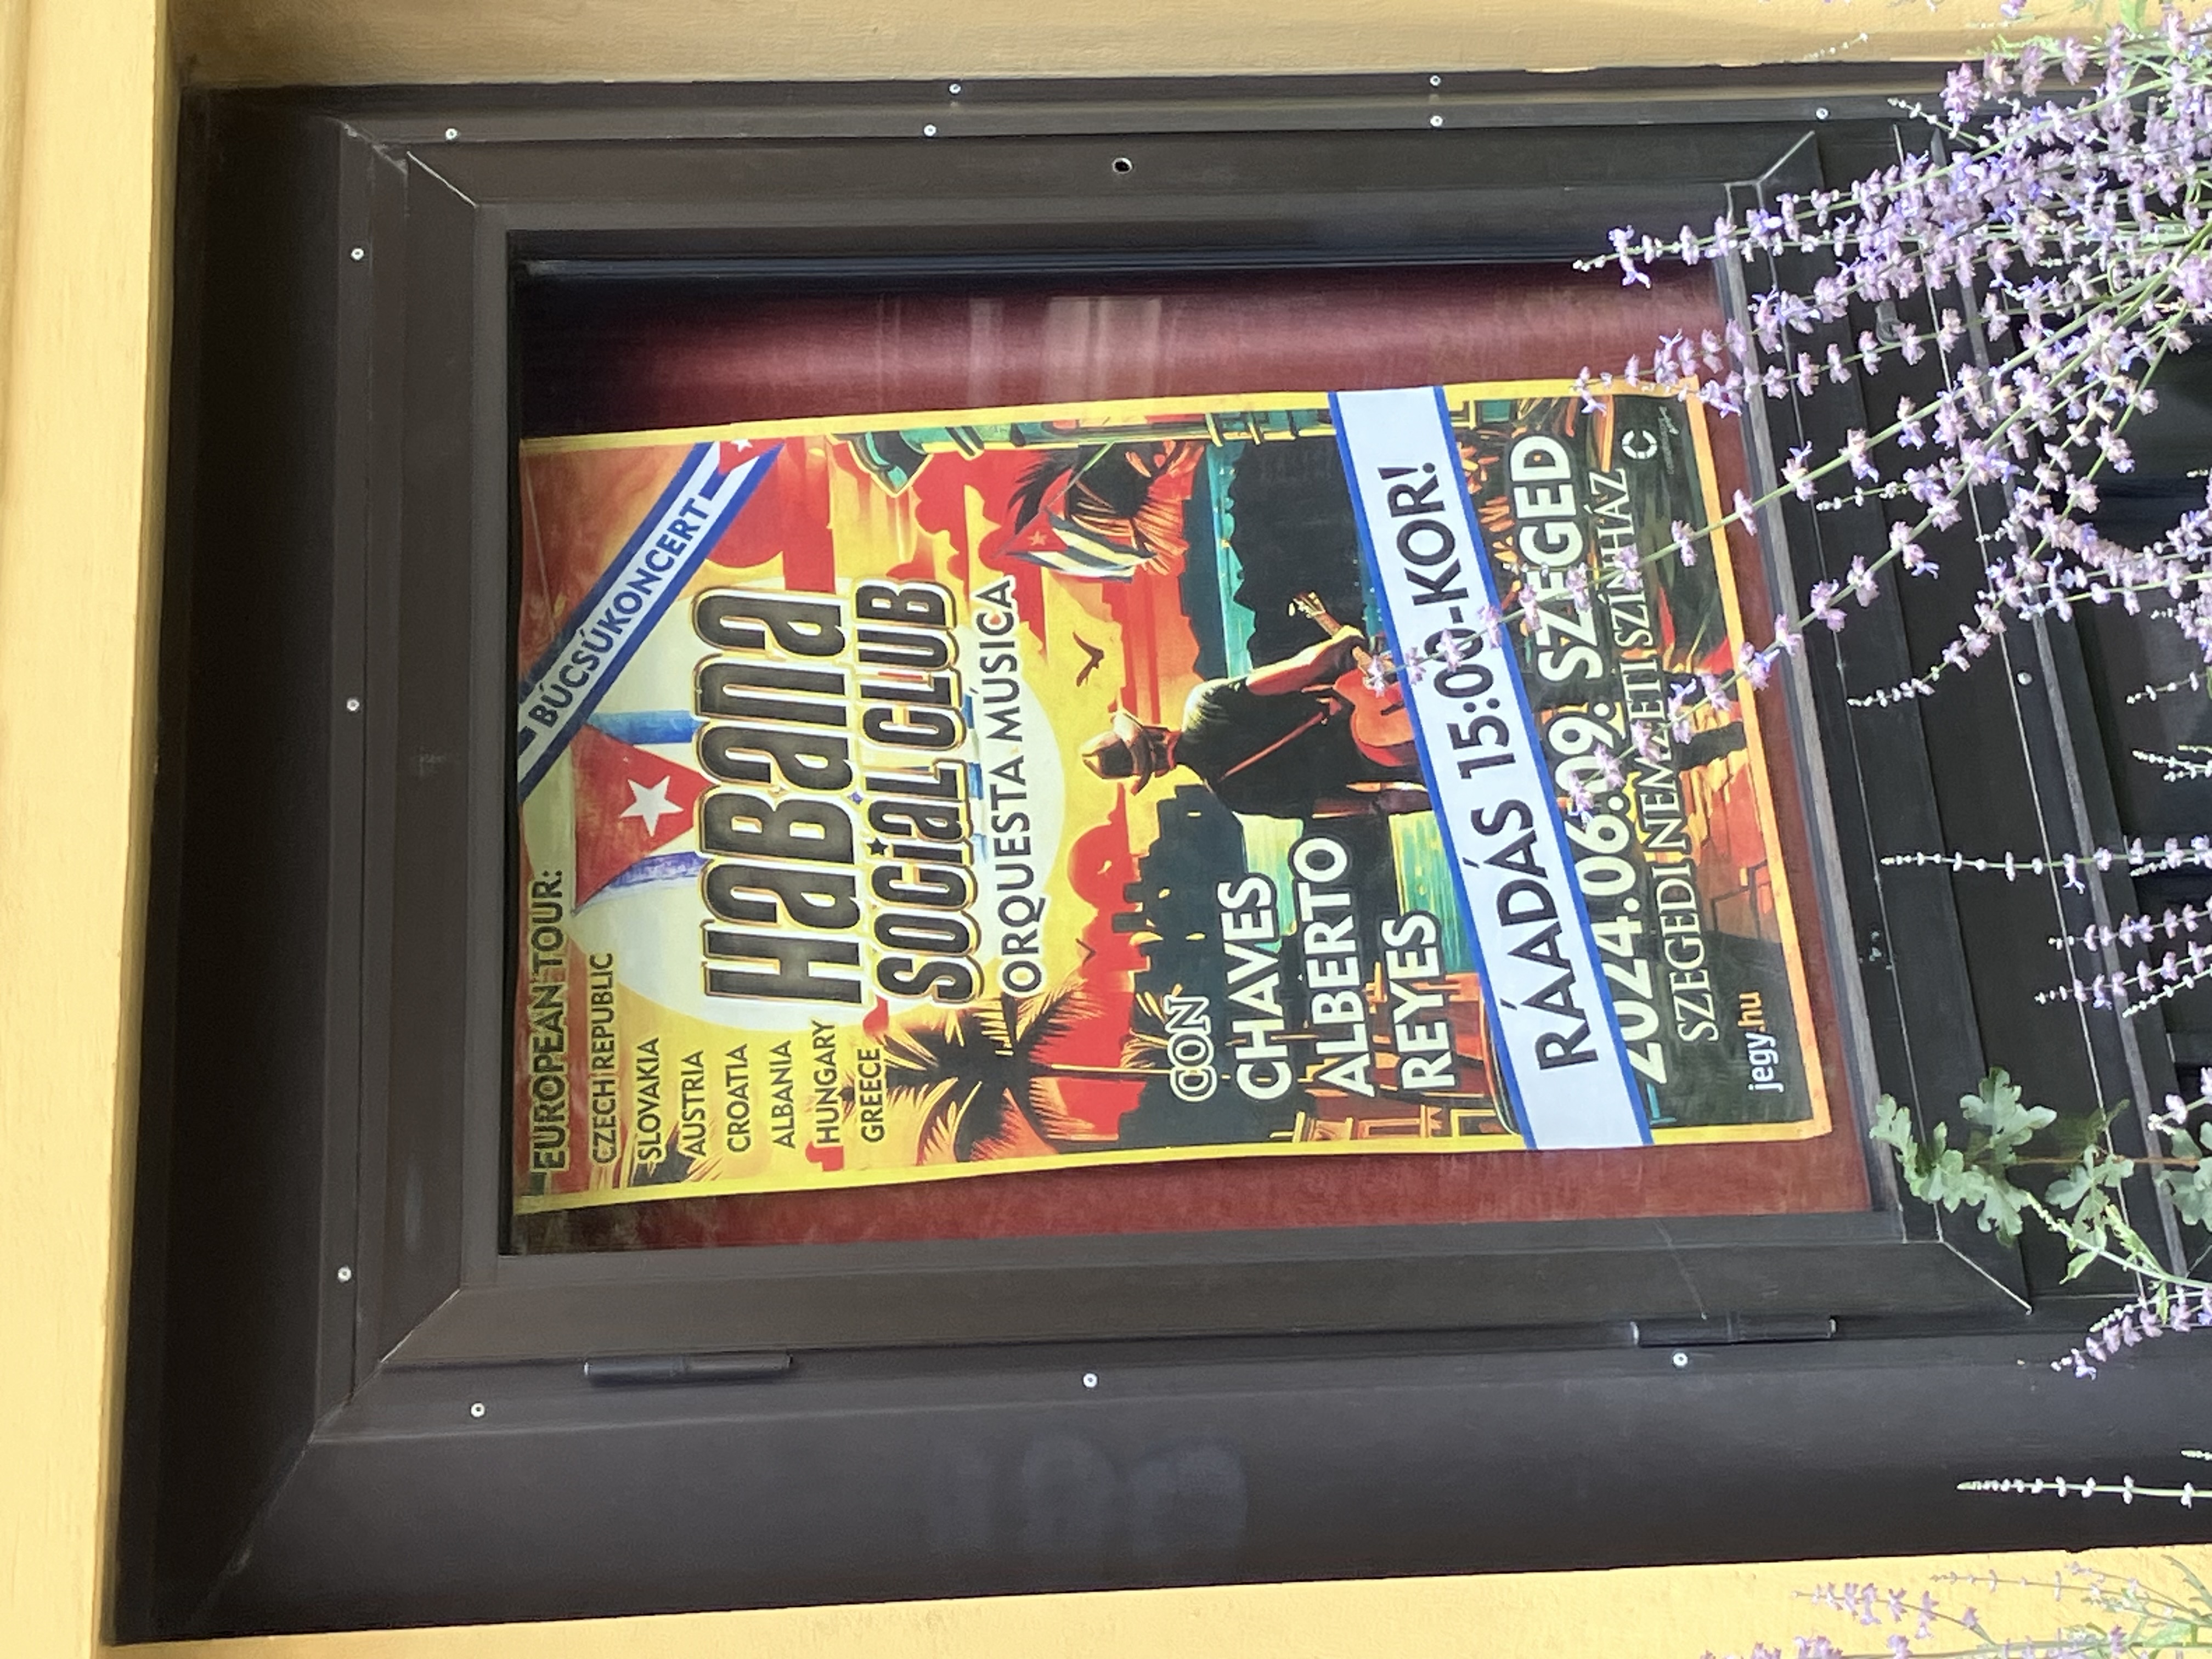 EUROPEAN TOUR:
CZECH REPUBLIC
SLOVAKIA
AUSTRIA
CROATIA
ALBANIA
HUNGARY
GREECE
BÚCSÚKONCERT
HABANA
SOCIAL CLUB
ORQUESTA MÚSICA
CON
CHAVES
ALBERTO
REYES
RÁADÁS 15:00-KOR!
2024.06.09. SZEGED
SZEGEDI NEMZETI SZÍNHÁZ
jegy.hu